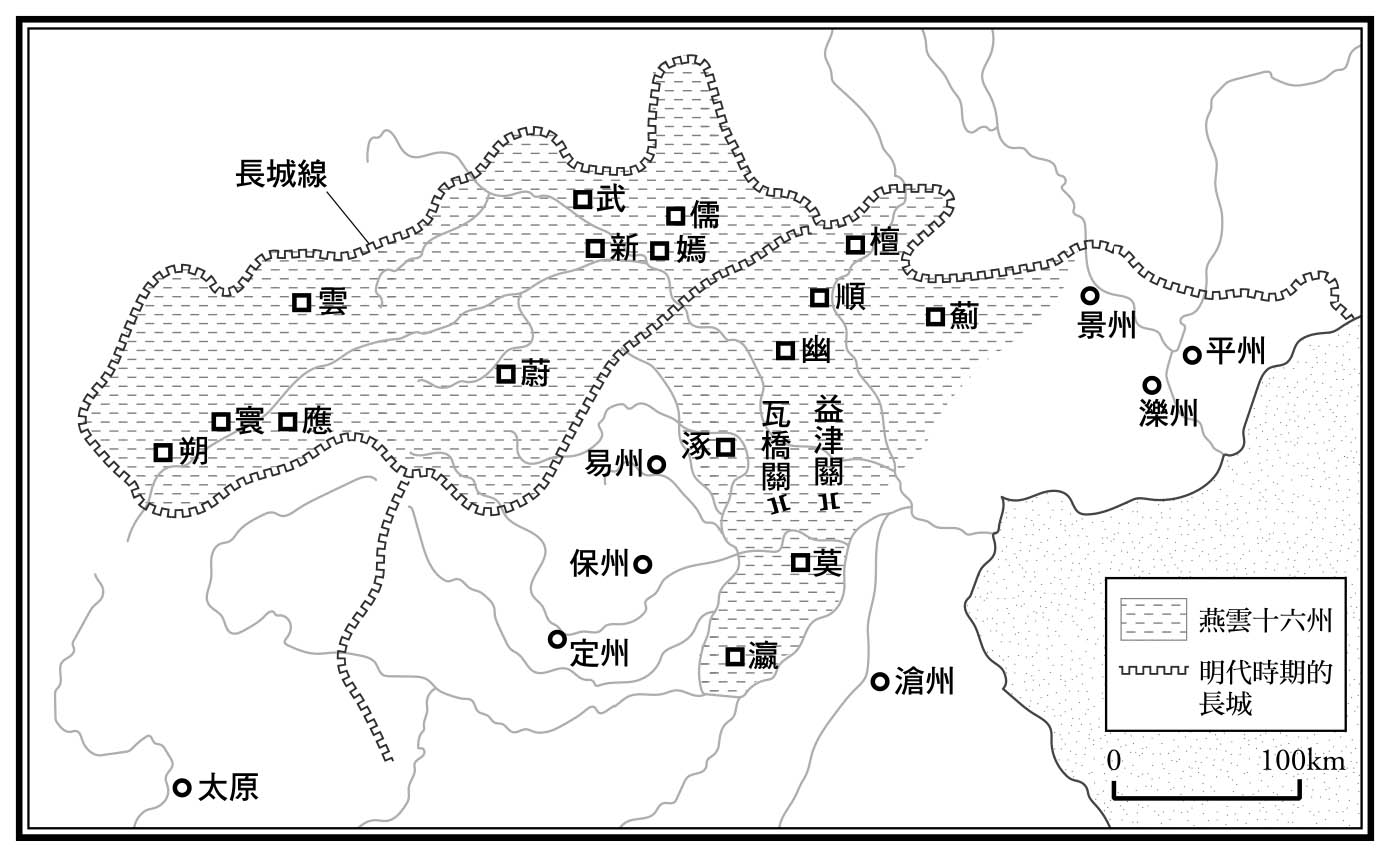 長城線
武
儒
新
媯
檀
雲
順
薊
景州
幽
平州
蔚
灤州
寰
應
朔
涿
易州
瓦橋關
益津關
保州
莫
定州
瀛
滄州
太原
燕雲十六州
明代時期的
長城
0
100km